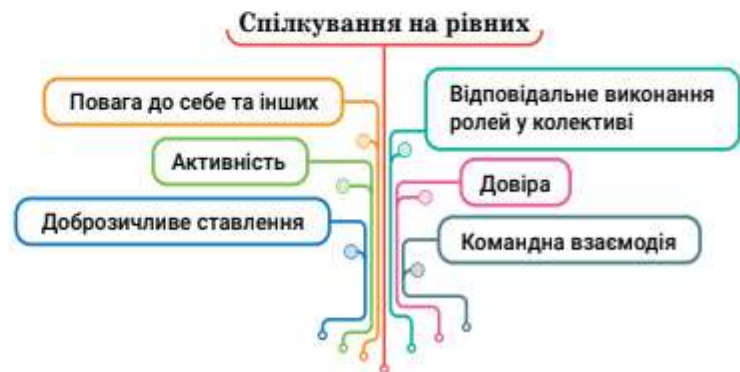 Спілкування на рівних
Повага до себе та інших
Активність
Доброзичливе ставлення
Відповідальне виконання
ролей у колективі
Довіра
Командна взаємодія